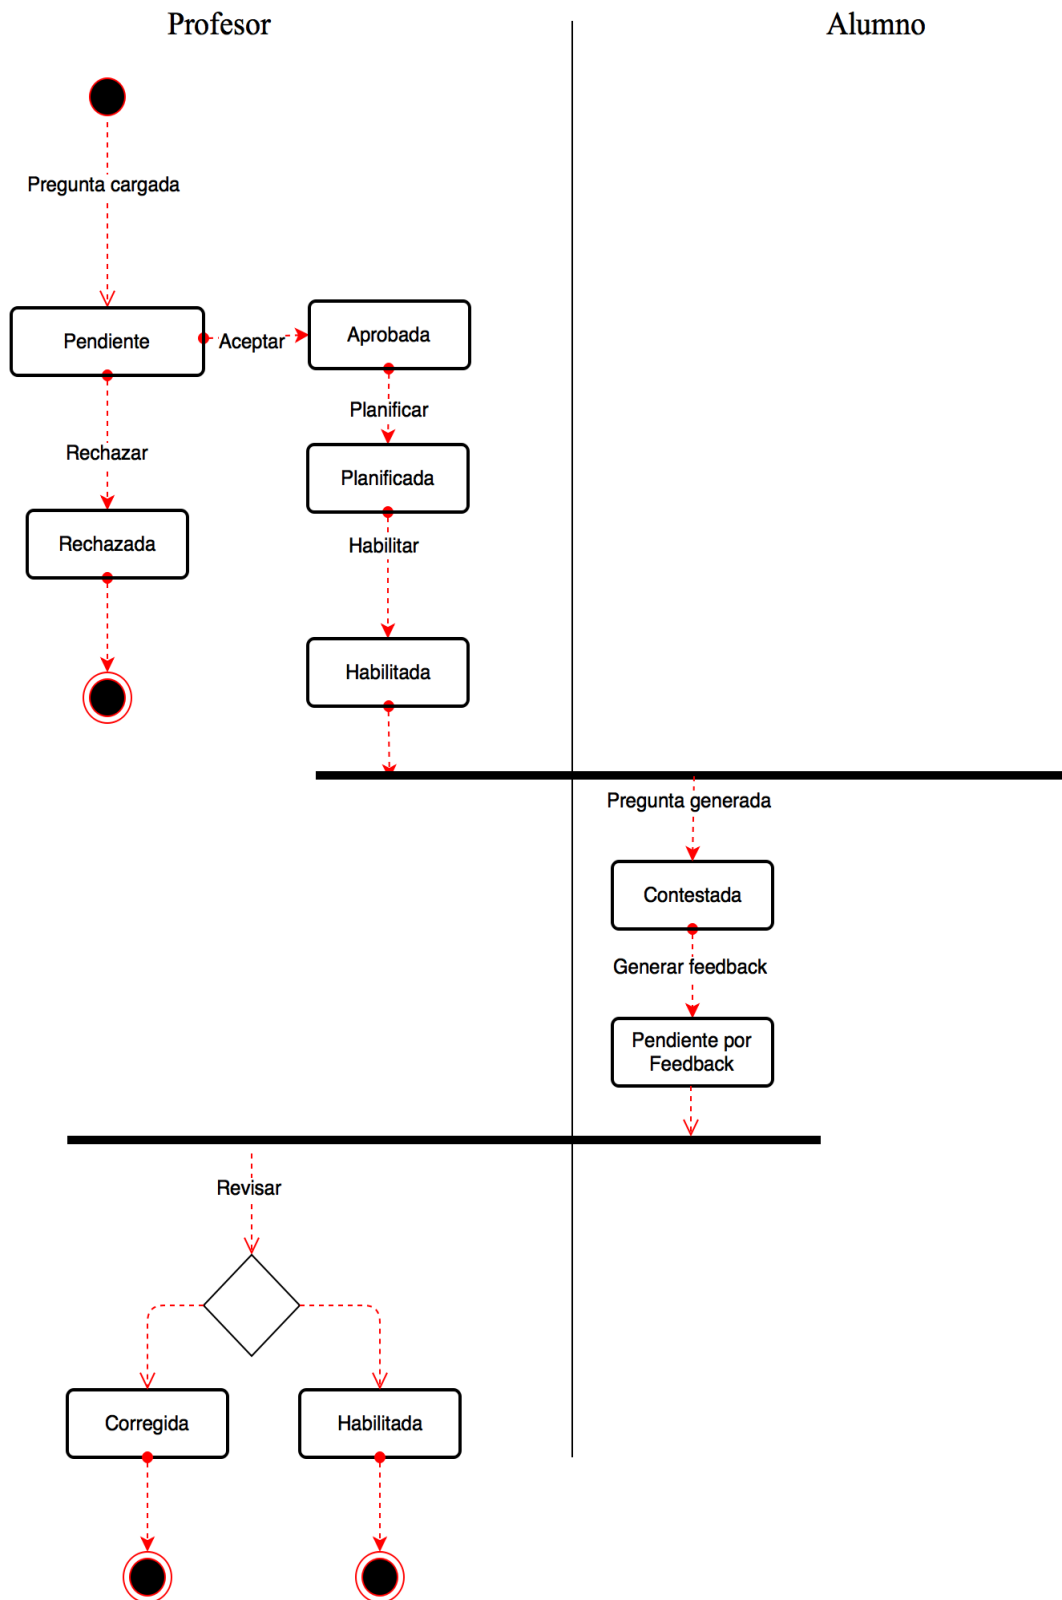 Profesor
Alumno
Pregunta cargada
Pendiente
Aceptar
Aprobada
Planificar
Rechazar
Planificada
Rechazada
Habilitar
Habilitada
Pregunta generada
Contestada
Generar feedback
Pendiente por
Feedback
Revisar
Corregida
Habilitada